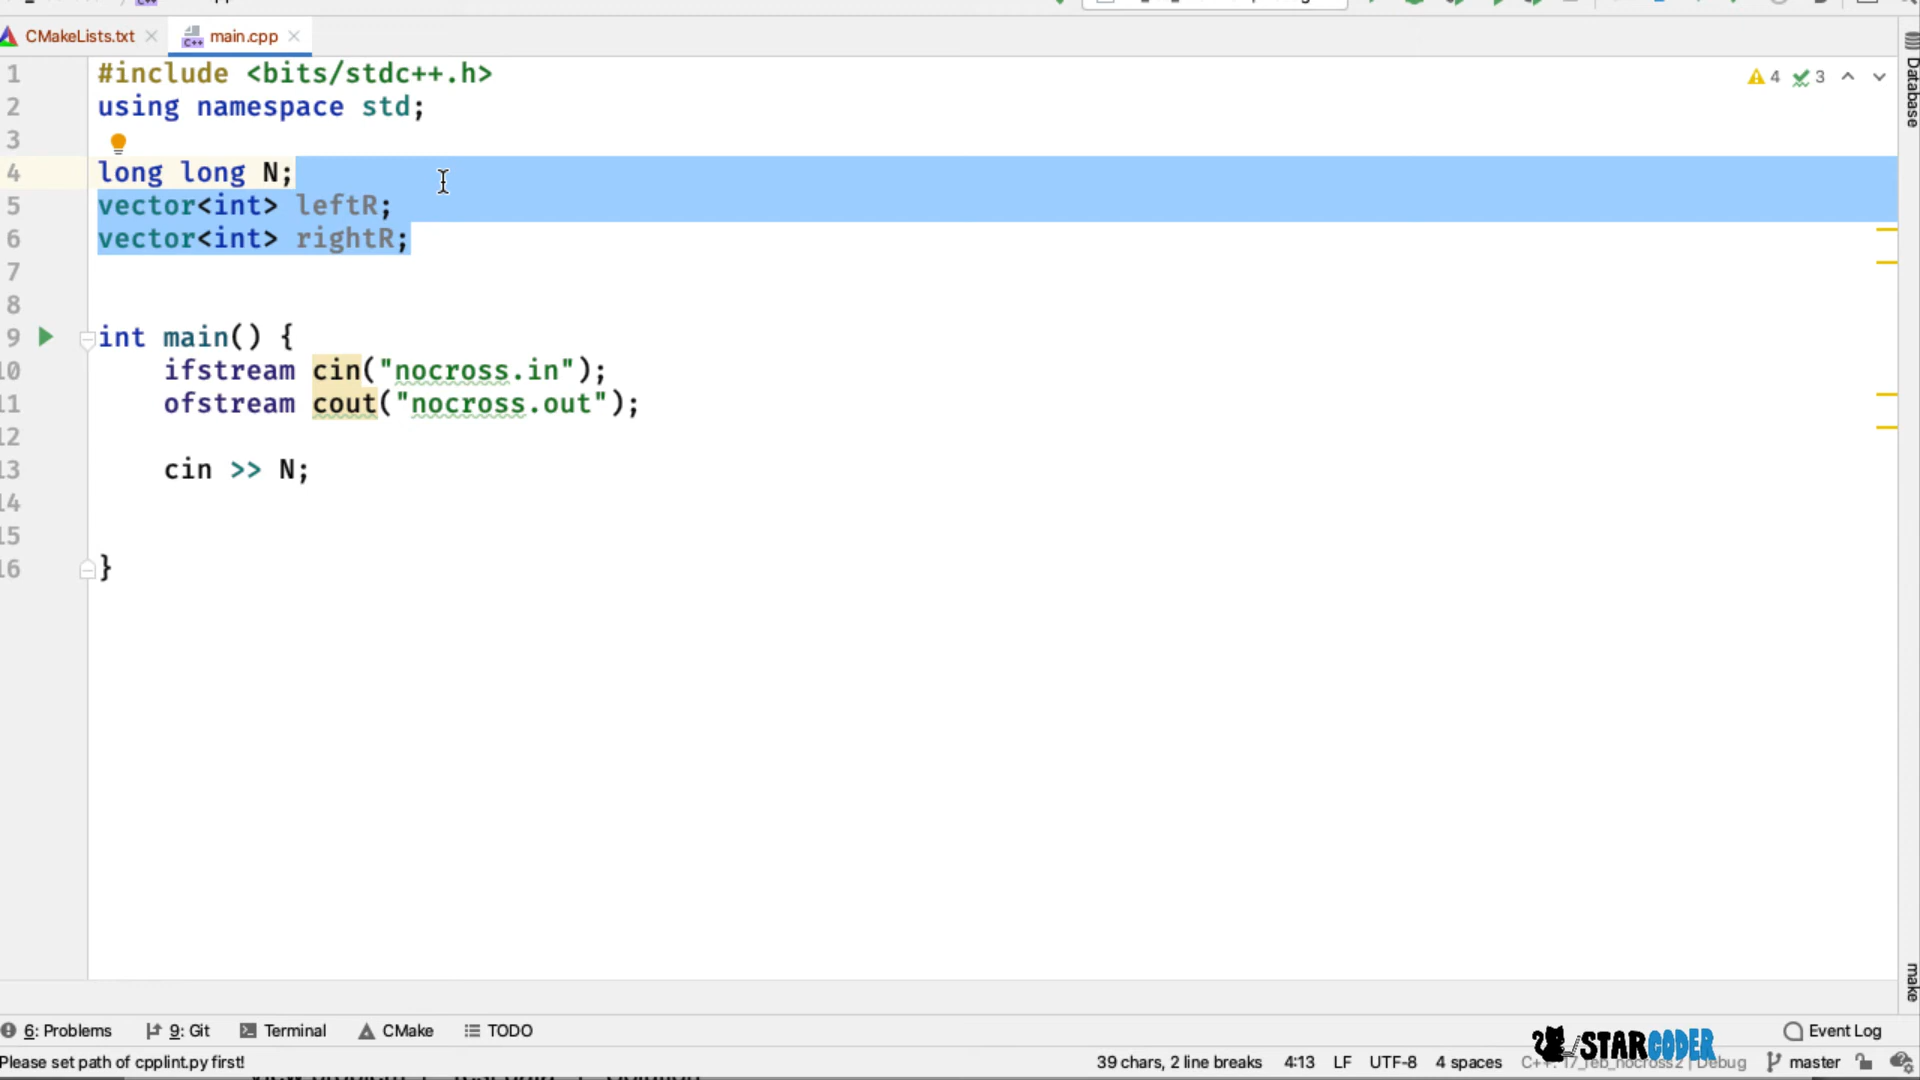 CMakeLists.txt main.cpp
1 #include <bits/stdc++.h>
2 using namespace std;
3
4 long long N;
5 vector<int> leftR;
6 vector<int> rightR;
7
8
9 int main() {
10 ifstream cin("nocross.in");
11 ofstream cout("nocross.out");
12
13 cin >> N;
14
15
16 }
4 3
Database
make
6: Problems 9: Git Terminal CMake TODO Event Log
STARCODER
Please set path of cpplint.py first! 39 chars, 2 line breaks 4:13 LF UTF-8 4 spaces C++: 17_feb_nocross2 | Debug master